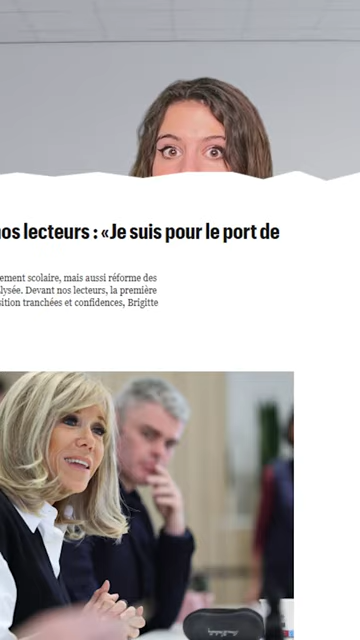 nos lecteurs : «Je suis pour le port de
ement scolaire, mais aussi réforme des
lysée. Devant nos lecteurs, la première
sition tranchées et confidences, Brigitte